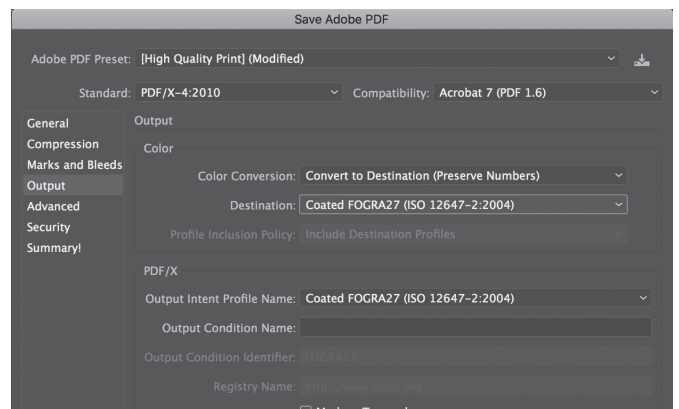 Save Adobe PDF
Adobe PDF Preset: [High Quality Print] (Modified)
Standard: PDF/X-4:2010 Compatibility: Acrobat 7 (PDF 1.6)
General
Compression
Marks and Bleeds
Output
Advanced
Security
Summary!
Output
Color
Color Conversion: Convert to Destination (Preserve Numbers)
Destination: Coated FOGRA27 (ISO 12647-2:2004)
Profile Inclusion Policy: Include Destination Profiles
PDF/X
Output Intent Profile Name: Coated FOGRA27 (ISO 12647-2:2004)
Output Condition Name:
Output Condition Identifier: FOGRA27
Registry Name: http://www.color.org